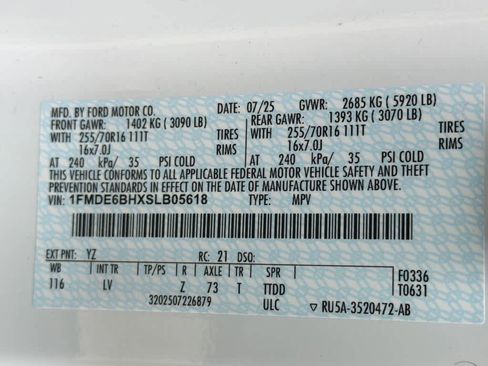 MFD. BY FORD MOTOR CO. DATE: 07/25 GVWR: 2685 KG ( 5920 LB)
FRONT GAWR: 1402 KG ( 3090 LB) REAR GAWR: 1393 KG ( 3070 LB)
WITH 255/70R16 111T TIRES WITH 255/70R16 111T TIRES
16x7.0J RIMS 16x7.0J RIMS
AT 240 kPa/ 35 PSI COLD AT 240 kPa/ 35 PSI COLD
THIS VEHICLE CONFORMS TO ALL APPLICABLE FEDERAL MOTOR VEHICLE SAFETY AND THEFT
PREVENTION STANDARDS IN EFFECT ON THE DATE OF MANUFACTURE SHOWN ABOVE.
VIN: 1FMDE6BHXSLB05618 TYPE: MPV
EXT PNT: YZ RC: 21 DSO:
WB INT TR TP/PS R AXLE TR SPR F0336
116 LV Z 73 T TTDD T0631
3202507226879 ULC ▽ RU5A-3520472-AB